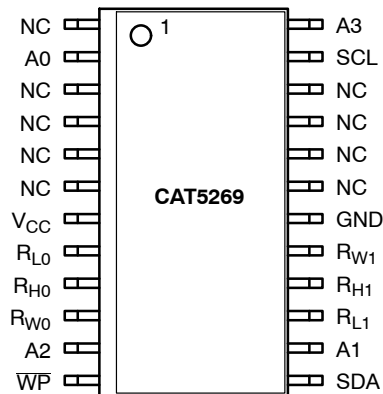 NC 1 A3
A0 SCL
NC NC
NC NC
NC NC
NC NC
CAT5269
VCC GND
RL0 RW1
RH0 RH1
RW0 RL1
A2 A1
W̅P̅ SDA